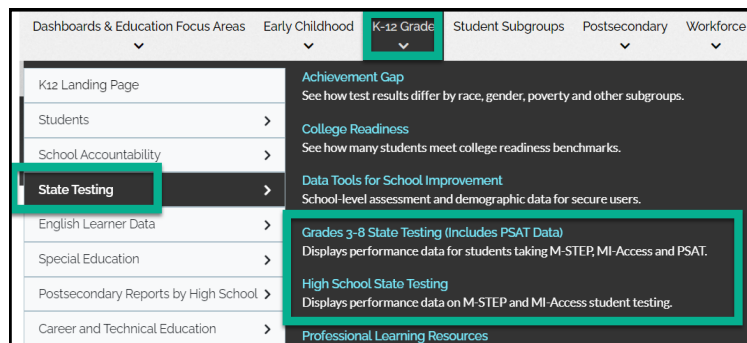 Dashboards & Education Focus Areas
Early Childhood
K-12 Grade
Student Subgroups
Postsecondary
Workforce
K12 Landing Page
Students
School Accountability
State Testing
English Learner Data
Special Education
Postsecondary Reports by High School
Career and Technical Education
Achievement Gap
See how test results differ by race, gender, poverty and other subgroups.
College Readiness
See how many students meet college readiness benchmarks.
Data Tools for School Improvement
School-level assessment and demographic data for secure users.
Grades 3-8 State Testing (Includes PSAT Data)
Displays performance data for students taking M-STEP, MI-Access and PSAT.
High School State Testing
Displays performance data on M-STEP and MI-Access student testing.
Professional Learning Resources